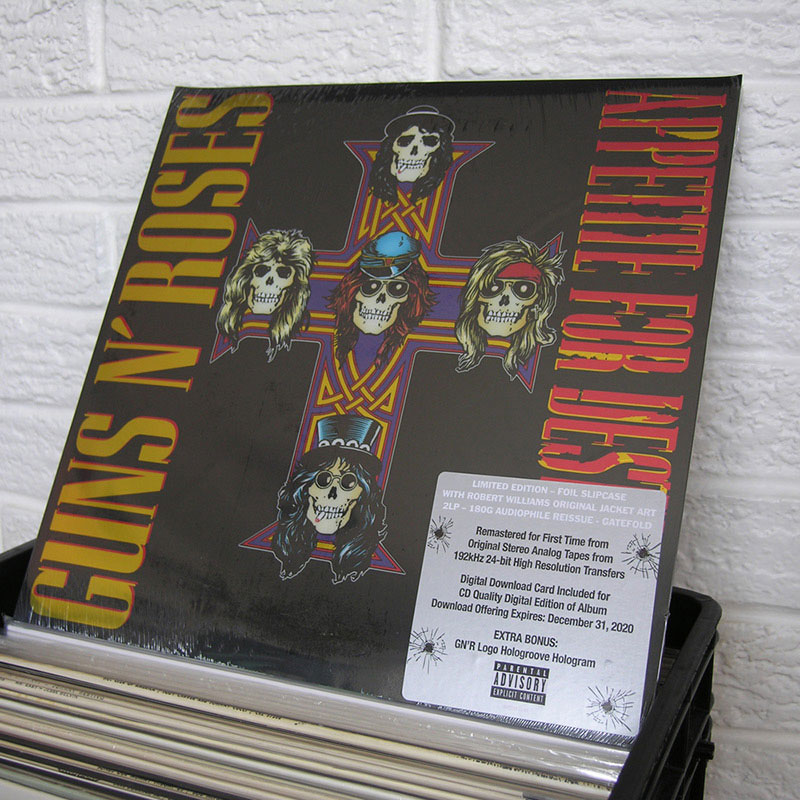 GUNS N' ROSES
APPETITE FOR DES
LIMITED EDITION – FOIL SLIPCASE
WITH ROBERT WILLIAMS ORIGINAL JACKET ART
2LP – 180G AUDIOPHILE REISSUE - GATEFOLD
Remastered for First Time from
Original Stereo Analog Tapes from
192kHz 24-bit High Resolution Transfers
Digital Download Card Included for
CD Quality Digital Edition of Album
Download Offering Expires: December 31, 2020
EXTRA BONUS:
GN'R Logo Hologroove Hologram
PARENTAL
ADVISORY
EXPLICIT CONTENT